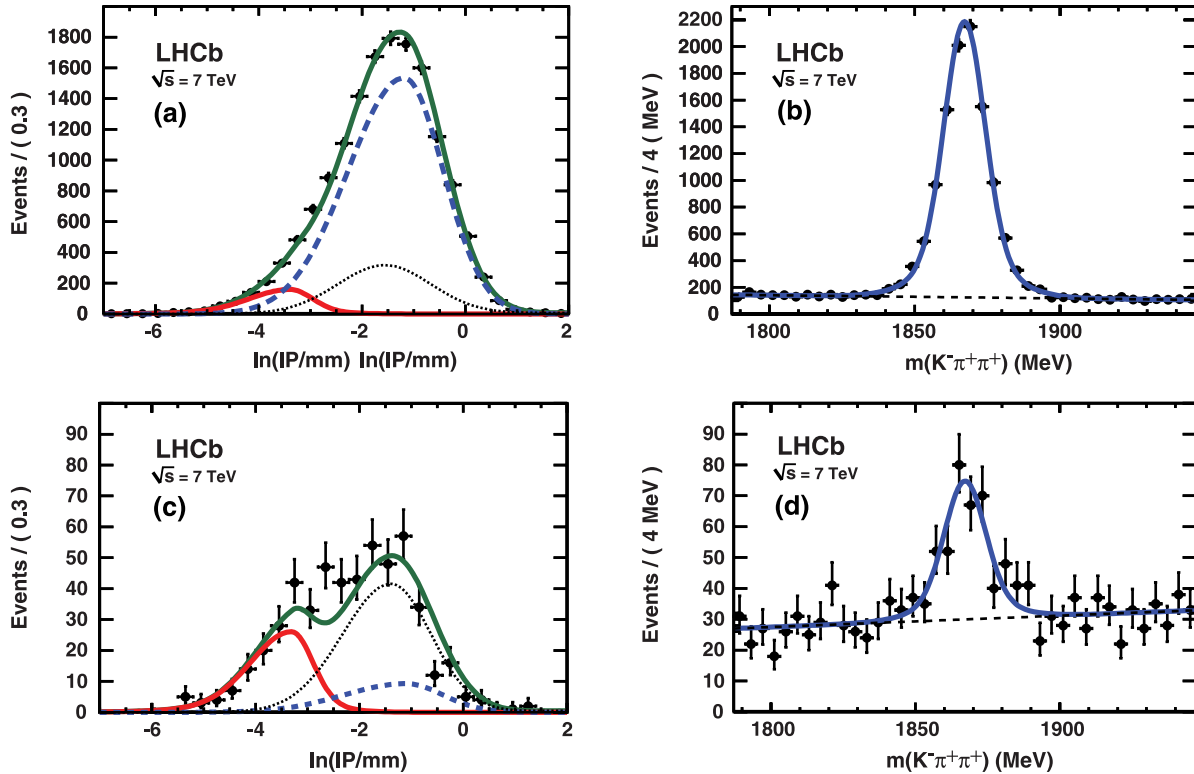 1800
1600
1400
1200
1000
800
600
400
200
0
Events / ( 0.3 )
LHCb
√s = 7 TeV
(a)
-6 -4 -2 0 2
ln(IP/mm) ln(IP/mm)
2200
2000
1800
1600
1400
1200
1000
800
600
400
200
0
Events / 4 ( MeV )
LHCb
√s = 7 TeV
(b)
1800 1850 1900
m(K⁻π⁺π⁺) (MeV)
90
80
70
60
50
40
30
20
10
0
Events / ( 0.3 )
LHCb
√s = 7 TeV
(c)
-6 -4 -2 0 2
ln(IP/mm)
90
80
70
60
50
40
30
20
10
0
Events / ( 4 MeV )
LHCb
√s = 7 TeV
(d)
1800 1850 1900
m(K⁻π⁺π⁺) (MeV)